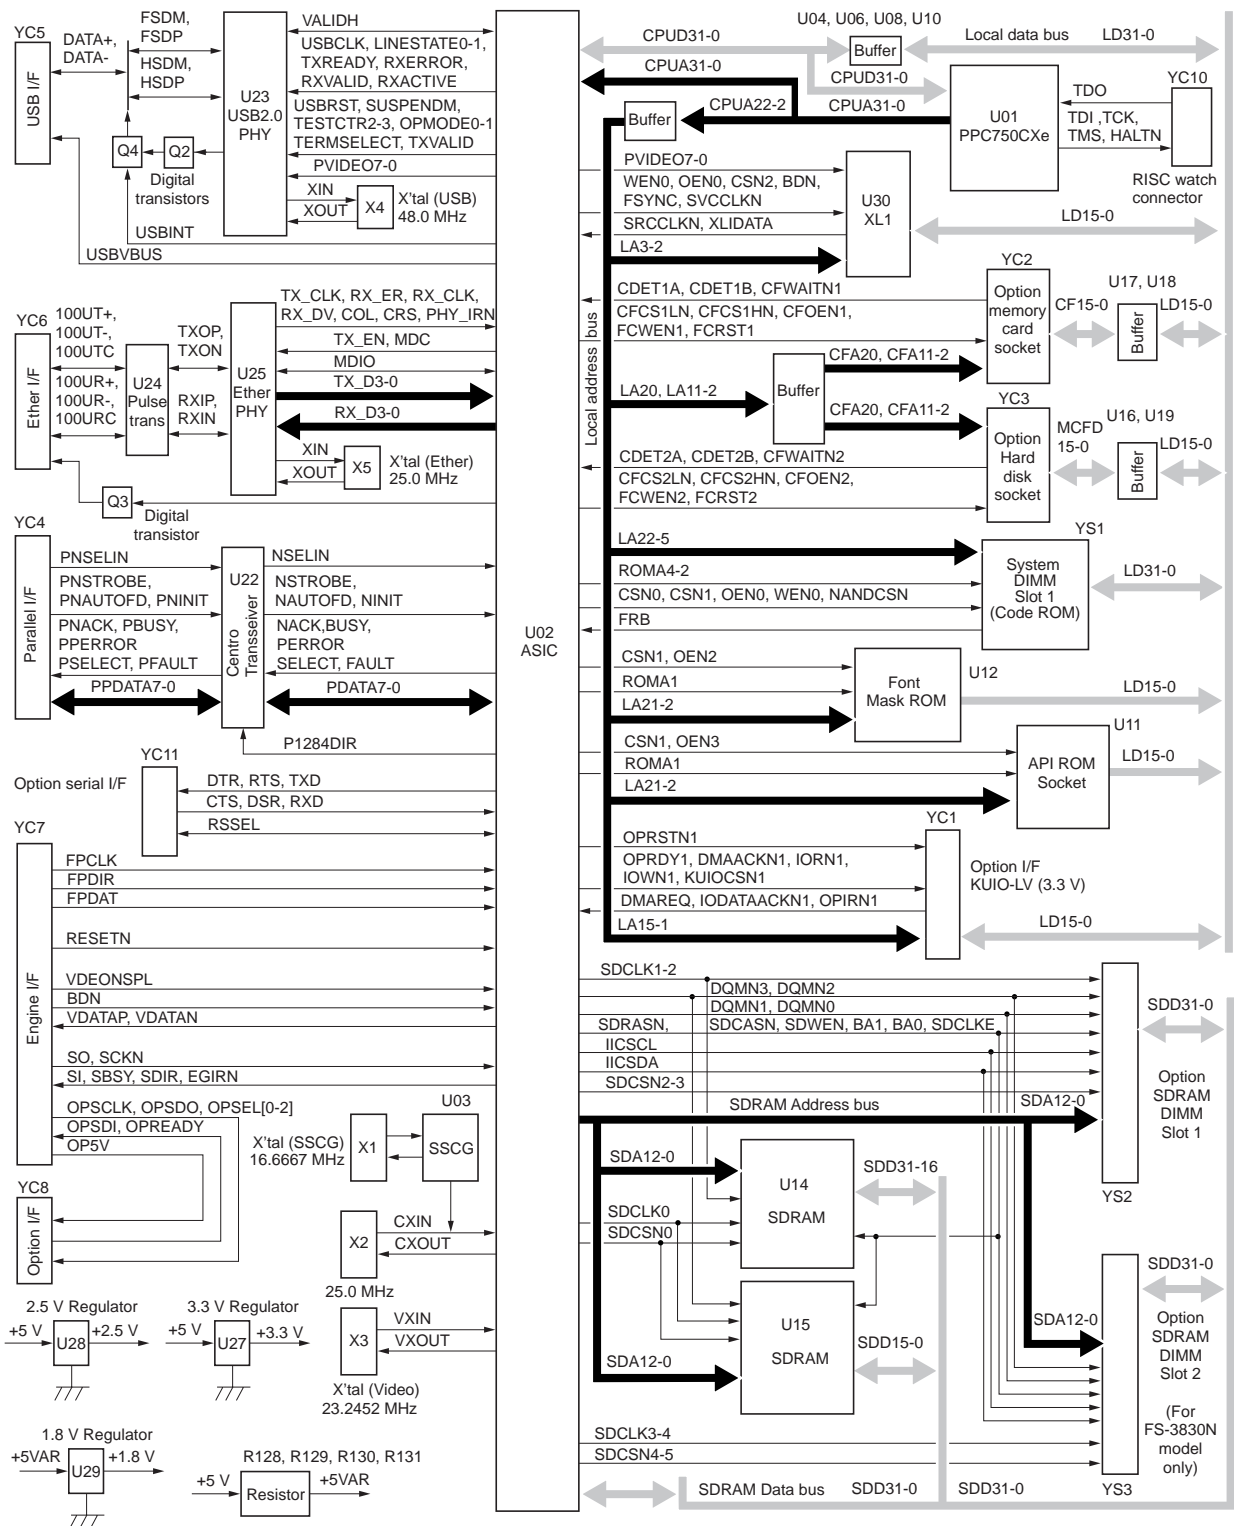 YC5
USB I/F
DATA+,
DATA-
FSDM,
FSDP
HSDM,
HSDP
Q4
Q2
Digital
transistors
U23
USB2.0
PHY
VALIDH
USBCLK, LINESTATE0-1,
TXREADY, RXERROR,
RXVALID, RXACTIVE
USBRST, SUSPENDM,
TESTCTR2-3, OPMODE0-1
TERMSELECT, TXVALID
PVIDEO7-0
XIN
XOUT
X4
X'tal (USB)
48.0 MHz
USBINT
USBVBUS
YC6
Ether I/F
100UT+,
100UT-,
100UTC
100UR+,
100UR-,
100URC
U24
Pulse
trans
TXOP,
TXON
RXIP,
RXIN
U25
Ether
PHY
TX_CLK, RX_ER, RX_CLK,
RX_DV, COL, CRS, PHY_IRN
TX_EN, MDC
MDIO
TX_D3-0
RX_D3-0
XIN
XOUT
X5
X'tal (Ether)
25.0 MHz
Q3
Digital
transistor
YC4
Parallel I/F
PNSELIN
PNSTROBE,
PNAUTOFD, PNINIT
PNACK, PBUSY,
PPERROR
PSELECT, PFAULT
PPDATA7-0
U22
Centro
Transseiver
NSELIN
NSTROBE,
NAUTOFD, NINIT
NACK,BUSY,
PERROR
SELECT, FAULT
PDATA7-0
P1284DIR
YC11
Option serial I/F
DTR, RTS, TXD
CTS, DSR, RXD
RSSEL
YC7
Engine I/F
FPCLK
FPDIR
FPDAT
RESETN
VDEONSPL
BDN
VDATAP, VDATAN
SO, SCKN
SI, SBSY, SDIR, EGIRN
OPSCLK, OPSDO, OPSEL[0-2]
OPSDI, OPREADY
OP5V
YC8
Option I/F
U03
X'tal (SSCG)
16.6667 MHz
X1
SSCG
X2
CXIN
CXOUT
25.0 MHz
X3
VXIN
VXOUT
X'tal (Video)
23.2452 MHz
2.5 V Regulator
+5 V
U28
+2.5 V
3.3 V Regulator
+5 V
U27
+3.3 V
1.8 V Regulator
+5VAR
U29
+1.8 V
R128, R129, R130, R131
+5 V
Resistor
+5VAR
U02
ASIC
CPUD31-0
U04, U06, U08, U10
Buffer
Local data bus
LD31-0
CPUA31-0
CPUD31-0
CPUA22-2
CPUA31-0
Buffer
U01
PPC750CXe
TDO
TDI ,TCK,
TMS, HALTN
YC10
RISC watch
connector
PVIDEO7-0
WEN0, OEN0, CSN2, BDN,
FSYNC, SVCCLKN
SRCCLKN, XLIDATA
LA3-2
U30
XL1
LD15-0
Local address bus
CDET1A, CDET1B, CFWAITN1
CFCS1LN, CFCS1HN, CFOEN1,
FCWEN1, FCRST1
YC2
Option
memory
card
socket
CF15-0
U17, U18
Buffer
LD15-0
LA20, LA11-2
Buffer
CFA20, CFA11-2
CFA20, CFA11-2
YC3
Option
Hard
disk
socket
MCFD
15-0
U16, U19
Buffer
LD15-0
CDET2A, CDET2B, CFWAITN2
CFCS2LN, CFCS2HN, CFOEN2,
FCWEN2, FCRST2
LA22-5
ROMA4-2
CSN0, CSN1, OEN0, WEN0, NANDCSN
FRB
YS1
System
DIMM
Slot 1
(Code ROM)
LD31-0
CSN1, OEN2
ROMA1
LA21-2
Font
Mask ROM
U12
LD15-0
CSN1, OEN3
ROMA1
LA21-2
U11
API ROM
Socket
LD15-0
OPRSTN1
OPRDY1, DMAACKN1, IORN1,
IOWN1, KUIOCSN1
DMAREQ, IODATAACKN1, OPIRN1
LA15-1
YC1
Option I/F
KUIO-LV (3.3 V)
LD15-0
SDCLK1-2
DQMN3, DQMN2
DQMN1, DQMN0
SDRASN, SDCASN, SDWEN, BA1, BA0, SDCLKE
IICSCL
IICSDA
SDCSN2-3
SDRAM Address bus
SDA12-0
SDD31-0
Option
SDRAM
DIMM
Slot 1
YS2
SDA12-0
U14
SDRAM
SDD31-16
SDCLK0
SDCSN0
U15
SDRAM
SDD15-0
SDA12-0
SDA12-0
SDD31-0
Option
SDRAM
DIMM
Slot 2
(For
FS-3830N
model
only)
YS3
SDCLK3-4
SDCSN4-5
SDRAM Data bus
SDD31-0
SDD31-0